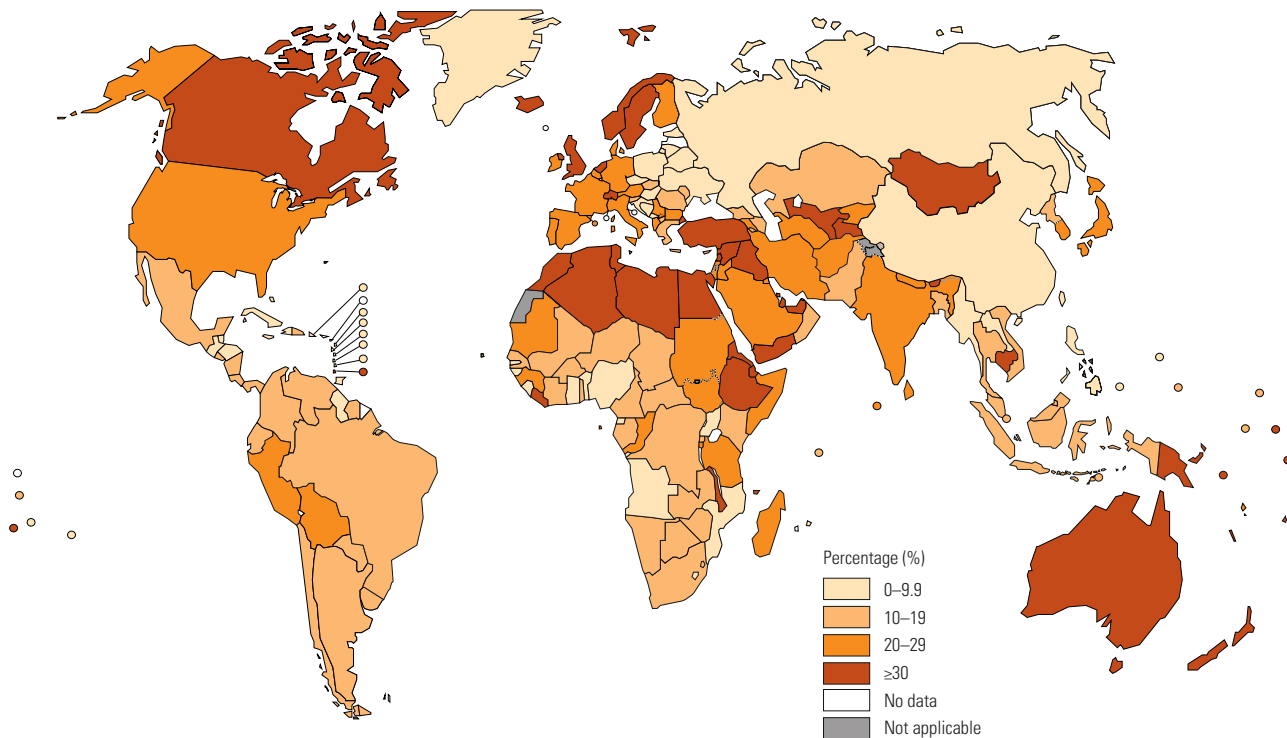 Percentage (%)
0–9.9
10–19
20–29
≥30
No data
Not applicable